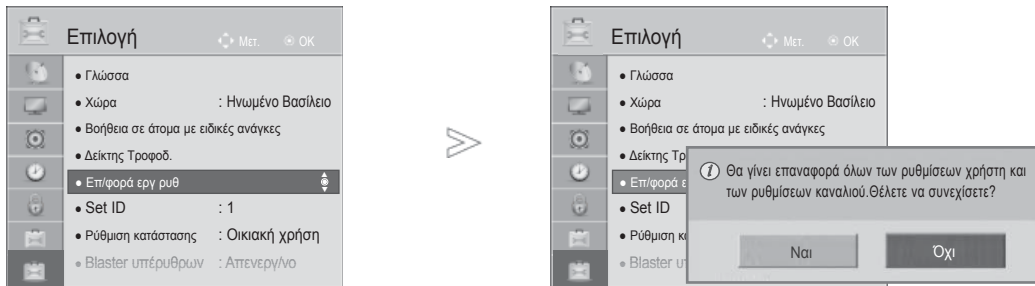 Επιλογή Μετ. OK
● Γλώσσα
● Χώρα : Ηνωμένο Βασίλειο
● Βοήθεια σε άτομα με ειδικές ανάγκες
● Δείκτης Τροφοδ.
● Επ/φορά εργ ρυθ
● Set ID : 1
● Ρύθμιση κατάστασης : Οικιακή χρήση
● Blaster υπέρυθρων : Απενεργ/νο
Επιλογή Μετ. OK
● Γλώσσα
● Χώρα : Ηνωμένο Βασίλειο
● Βοήθεια σε άτομα με ειδικές ανάγκες
● Δείκτης Τρ
● Επ/φορά ε
● Set ID
● Ρύθμιση κα
● Blaster υπ
Θα γίνει επαναφορά όλων των ρυθμίσεων χρήστη και
των ρυθμίσεων καναλιού.Θέλετε να συνεχίσετε?
Ναι Όχι